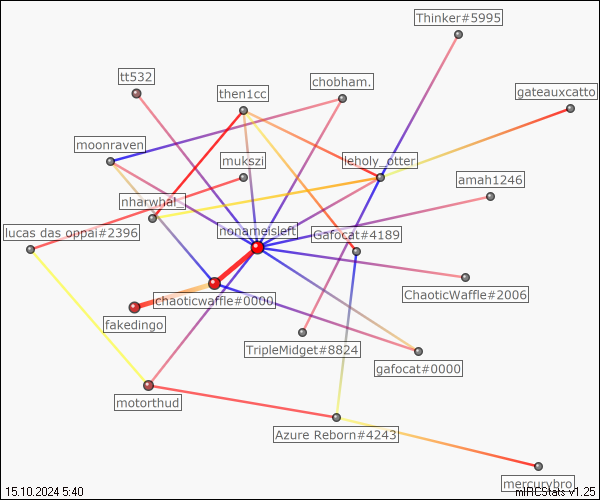 Thinker#5995
tt532
chobham.
then1cc
gateauxcatto
moonraven
mukszi
leholy_otter
amah1246
nharwhal_
lucas das oppai#2396
nonameisleft
Gafocat#4189
ChaoticWaffle#2006
chaoticwaffle#0000
fakedingo
TripleMidget#8824
gafocat#0000
motorthud
Azure Reborn#4243
mercurybro
15.10.2024 5:40
mIRCStats v1.25